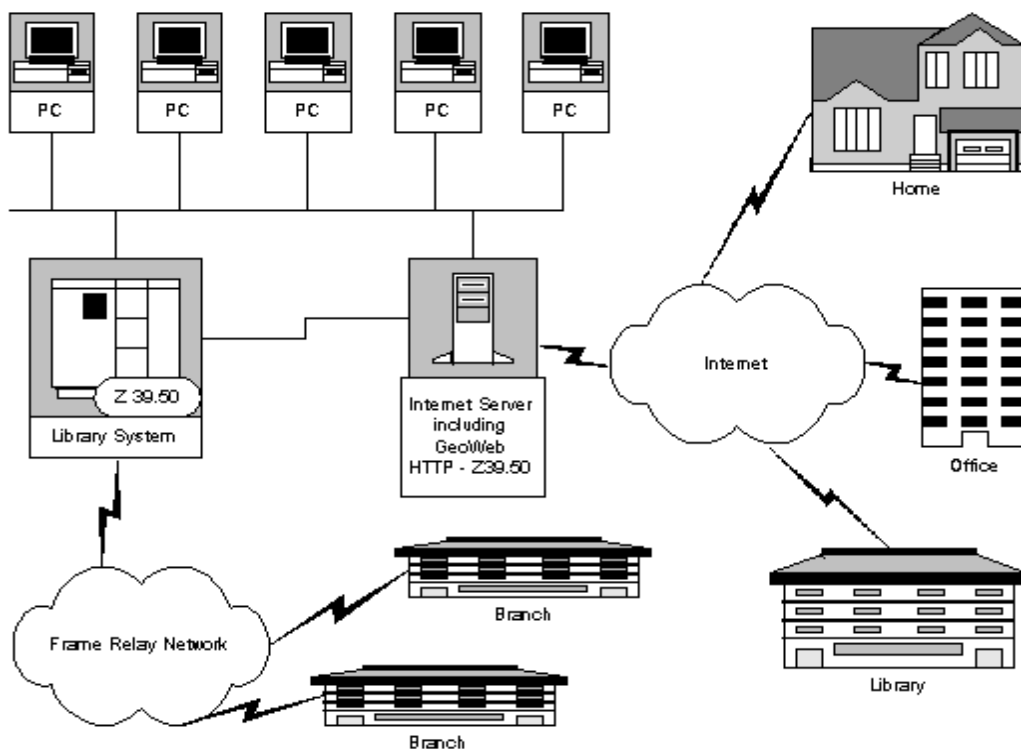 PC
PC
PC
PC
PC
Home
Z 39.50
Library System
Internet Server
including
GeoWeb
HTTP - Z39.50
Internet
Office
Branch
Frame Relay Network
Library
Branch